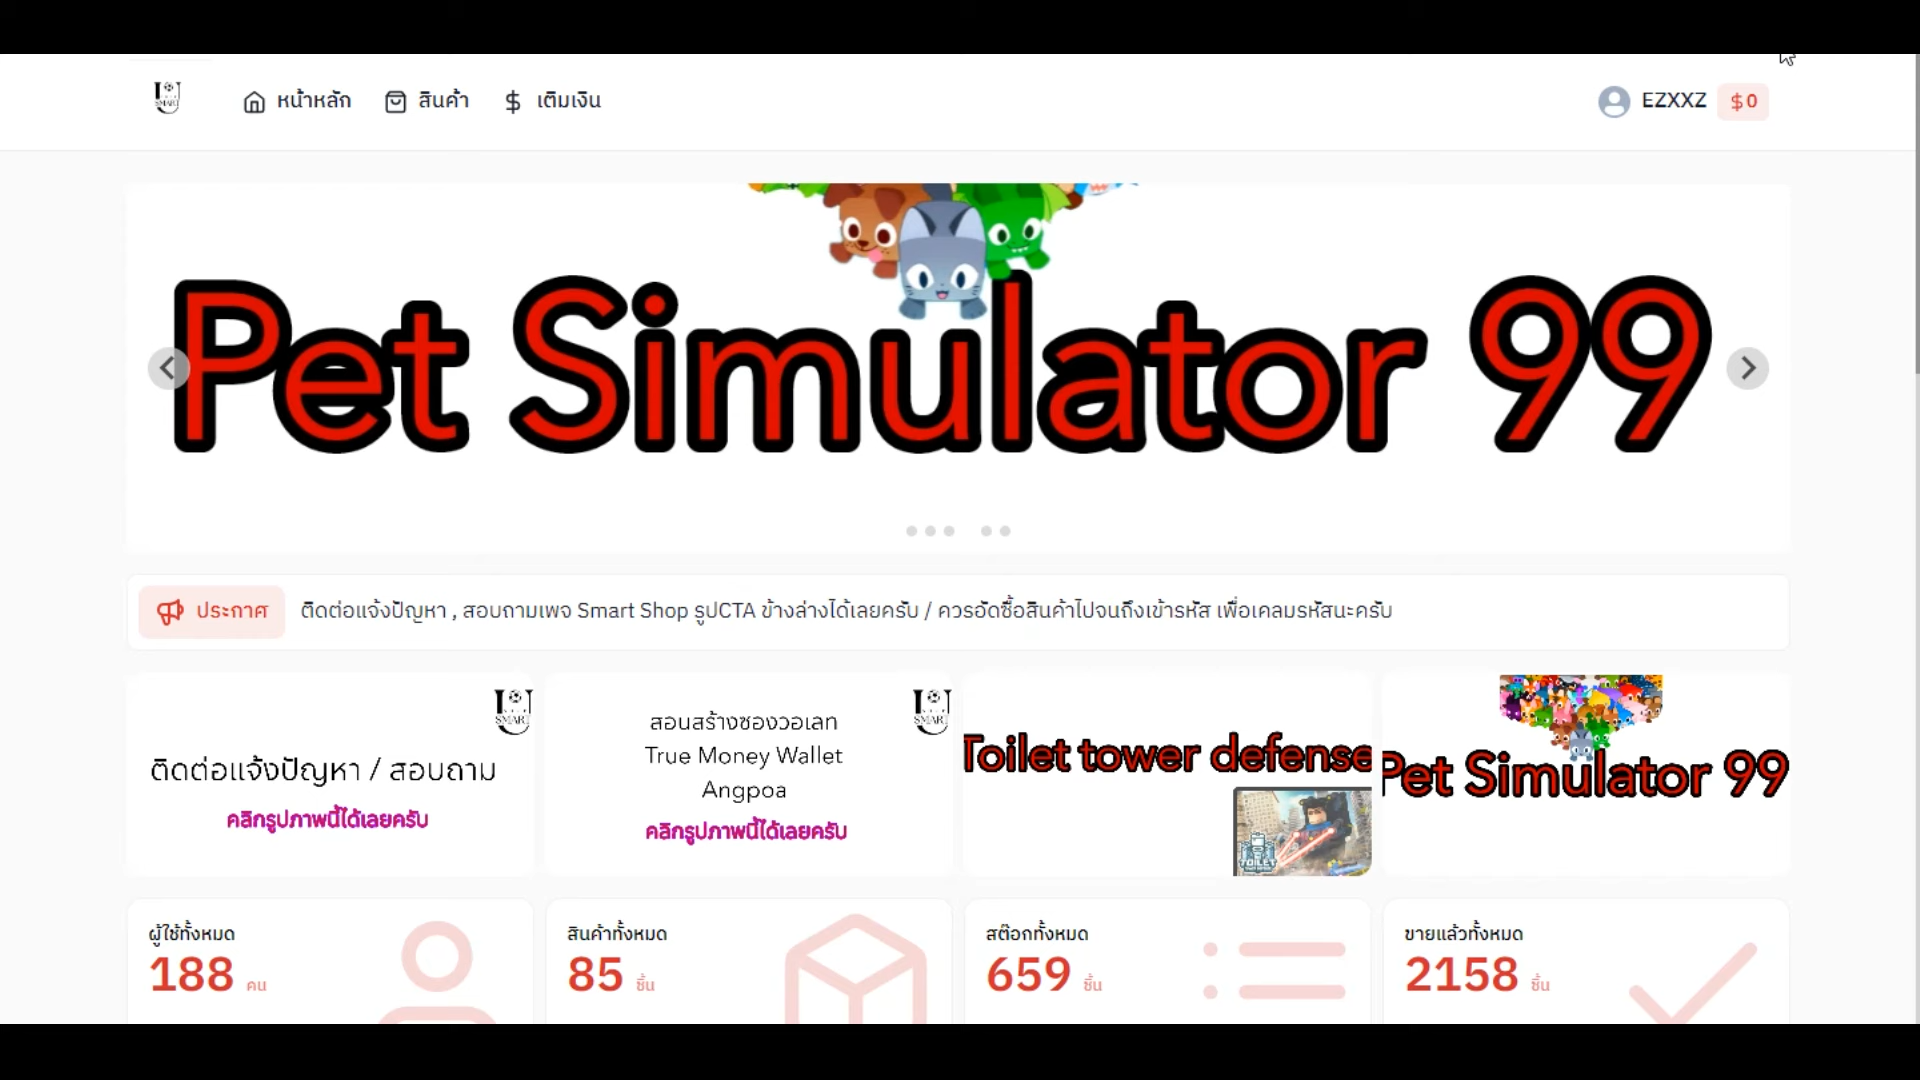 SMART
หน้าหลัก
สินค้า
เติมเงิน
EZXXZ
$0
Pet Simulator 99
ประกาศ
ติดต่อแจ้งปัญหา , สอบถามเพจ Smart Shop รูปCTA ข้างล่างได้เลยครับ / ควรอัดซื้อสินค้าไปจนถึงเข้ารหัส เพื่อเคลมรหัสนะครับ
SMART
ติดต่อแจ้งปัญหา / สอบถาม
คลิกรูปภาพนี้ได้เลยครับ
SMART
สอนสร้างซองวอเลท
True Money Wallet
Angpoa
คลิกรูปภาพนี้ได้เลยครับ
Toilet tower defense
TOILET
Pet Simulator 99
ผู้ใช้ทั้งหมด
188 คน
สินค้าทั้งหมด
85 ชิ้น
สต๊อกทั้งหมด
659 ชิ้น
ขายแล้วทั้งหมด
2158 ชิ้น